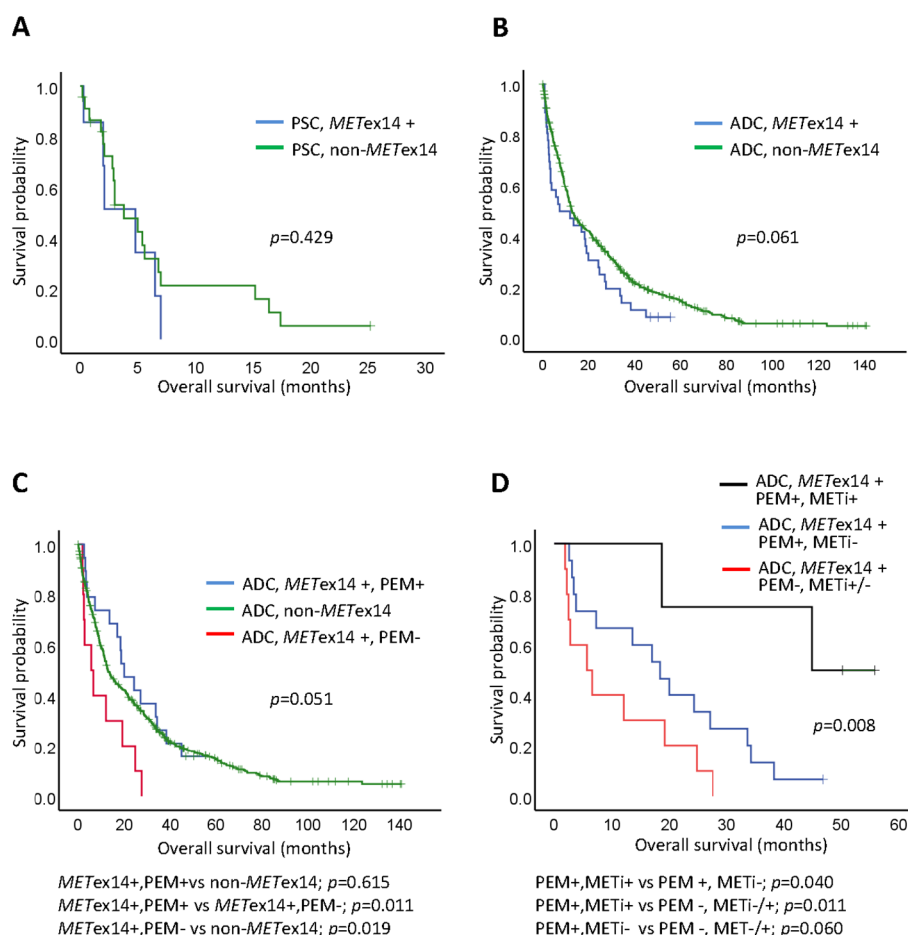 A
Survival probability
1.0
0.8
0.6
0.4
0.2
0.0
PSC, METex14 +
PSC, non-METex14
p=0.429
0 5 10 15 20 25 30
Overall survival (months)
B
Survival probability
1.0
0.8
0.6
0.4
0.2
0.0
ADC, METex14 +
ADC, non-METex14
p=0.061
0 20 40 60 80 100 120 140
Overall survival (months)
C
Survival probability
1.0
0.8
0.6
0.4
0.2
0.0
ADC, METex14 +, PEM+
ADC, non-METex14
ADC, METex14 +, PEM-
p=0.051
0 20 40 60 80 100 120 140
Overall survival (months)
METex14+,PEM+vs non-METex14; p=0.615
METex14+,PEM+ vs METex14+,PEM-; p=0.011
METex14+,PEM- vs non-METex14; p=0.019
D
ADC, METex14 +
PEM+, METi+
ADC, METex14 +
PEM+, METi-
ADC, METex14 +
PEM-, METi+/-
Survival probability
1.0
0.8
0.6
0.4
0.2
0.0
p=0.008
0 10 20 30 40 50 60
Overall survival (months)
PEM+,METi+ vs PEM +, METi-; p=0.040
PEM+,METi+ vs PEM -, METi-/+; p=0.011
PEM+,METi- vs PEM -, MET-/+; p=0.060